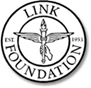 LINK
EST. 1953
FOUNDATION